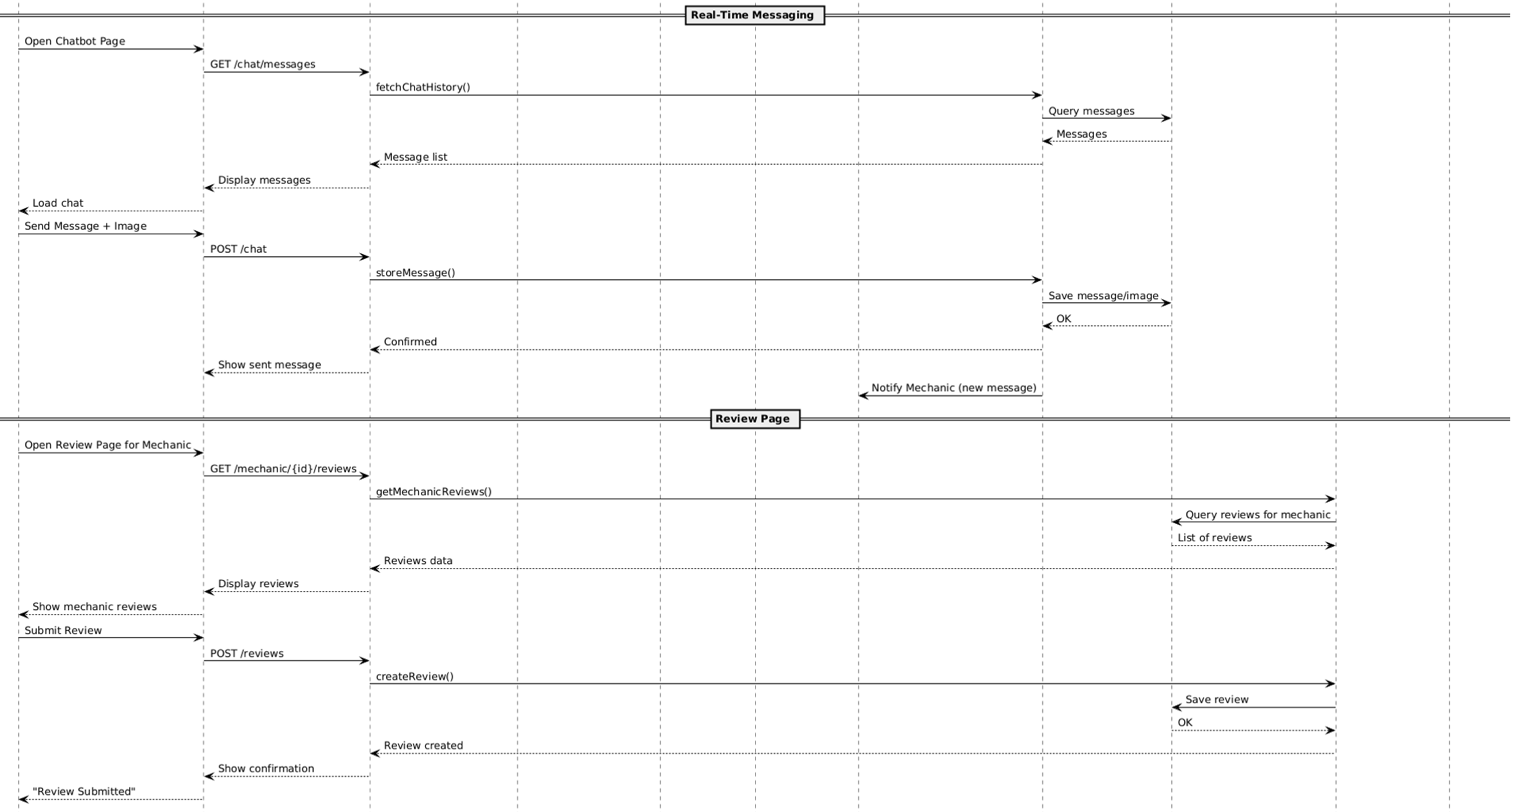 Real-Time Messaging
Open Chatbot Page
GET /chat/messages
fetchChatHistory()
Query messages
Messages
Message list
Display messages
Load chat
Send Message + Image
POST /chat
storeMessage()
Save message/image
OK
Confirmed
Show sent message
Notify Mechanic (new message)
Review Page
Open Review Page for Mechanic
GET /mechanic/{id}/reviews
getMechanicReviews()
Query reviews for mechanic
List of reviews
Reviews data
Display reviews
Show mechanic reviews
Submit Review
POST /reviews
createReview()
Save review
OK
Review created
Show confirmation
"Review Submitted"